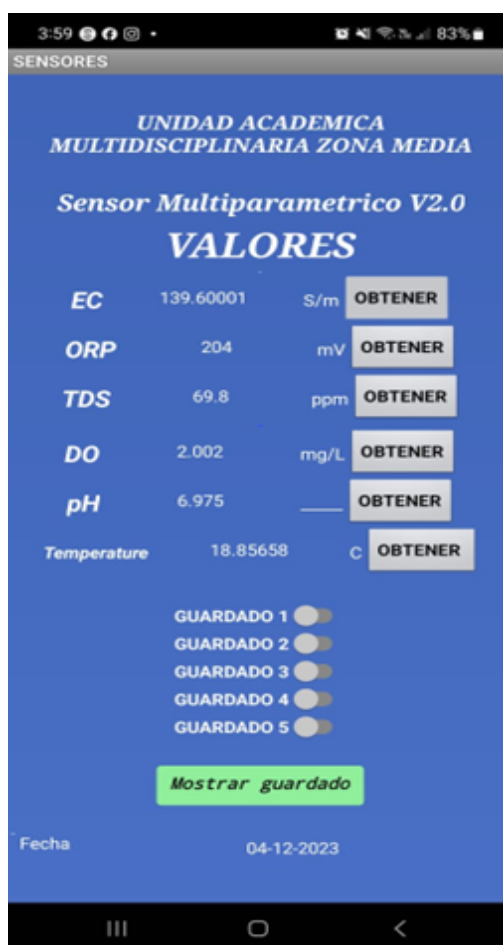 3:59 83%
SENSORES
UNIDAD ACADEMICA
MULTIDISCIPLINARIA ZONA MEDIA
Sensor Multiparametrico V2.0
VALORES
EC 139.60001 S/m OBTENER
ORP 204 mV OBTENER
TDS 69.8 ppm OBTENER
DO 2.002 mg/L OBTENER
pH 6.975 ____ OBTENER
Temperature 18.85658 C OBTENER
GUARDADO 1
GUARDADO 2
GUARDADO 3
GUARDADO 4
GUARDADO 5
Mostrar guardado
Fecha 04-12-2023